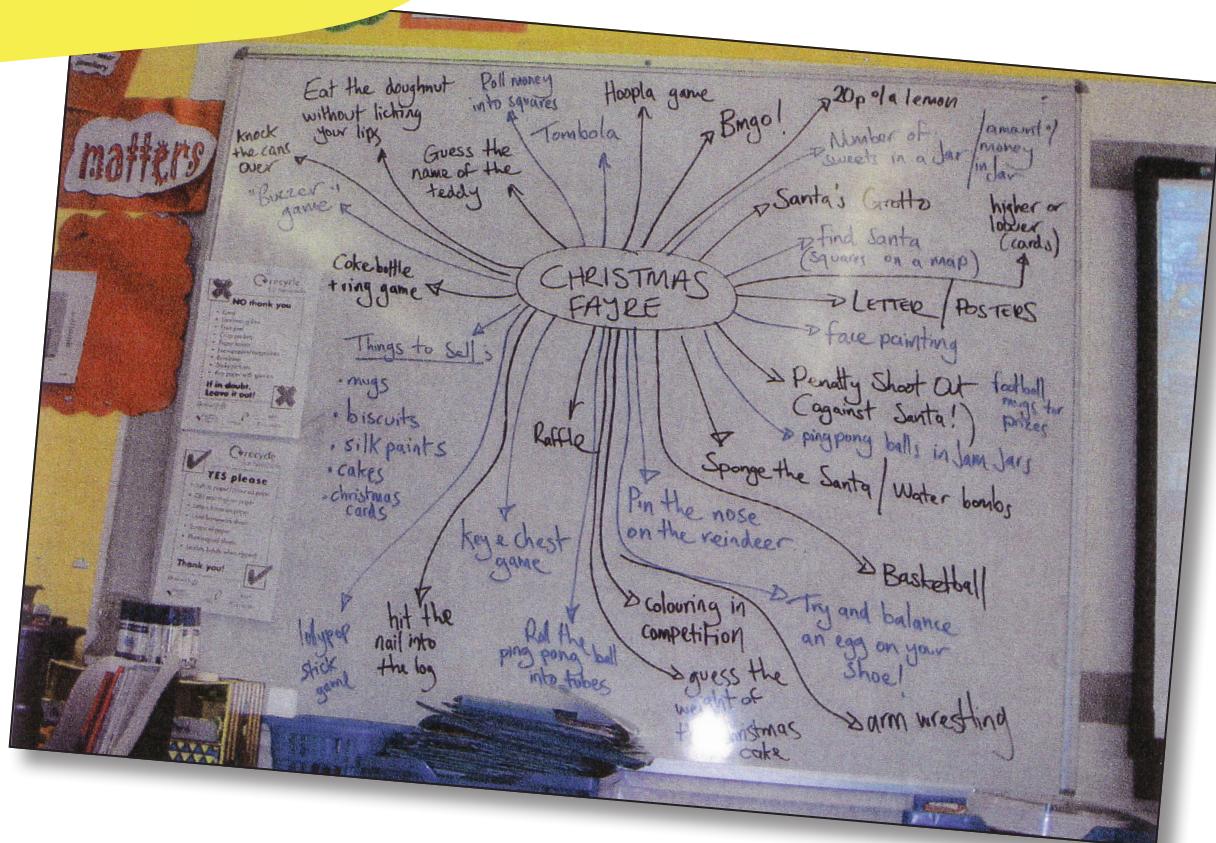 matters
Eat the doughnut
without licking
your lips
Roll money
into squares
Hoopla game
Bingo!
20p o/a lemon
knock
the cans
over
Guess the
name of the
teddy
Tombola
Number of
sweets in a Jar
/amount of
money
in jar
"Buzzer"
game
Santa's Grotto
higher or
lower
(cards)
find Santa
(squares on a map)
Coke bottle
+ ring game
CHRISTMAS
FAYRE
LETTER / POSTERS
face painting
Things to Sell:
• mugs
• biscuits
• silk paints
• cakes
• christmas
cards
Raffle
Penalty Shoot Out
(against Santa!)
football
mugs for
prizes
ping pong balls in Jam Jars
Sponge the Santa / Water bombs
Pin the nose
on the reindeer
Key & chest
game
Basketball
lollypop
stick
game
hit the
nail into
the log
Roll the
ping pong ball
into tubes
colouring in
competition
guess the
weight of
cake
Try and balance
an egg on your
shoe!
arm wrestling
recycle
NO thank you
If in doubt,
Leave it out!
recycle
YES please
Thank you!